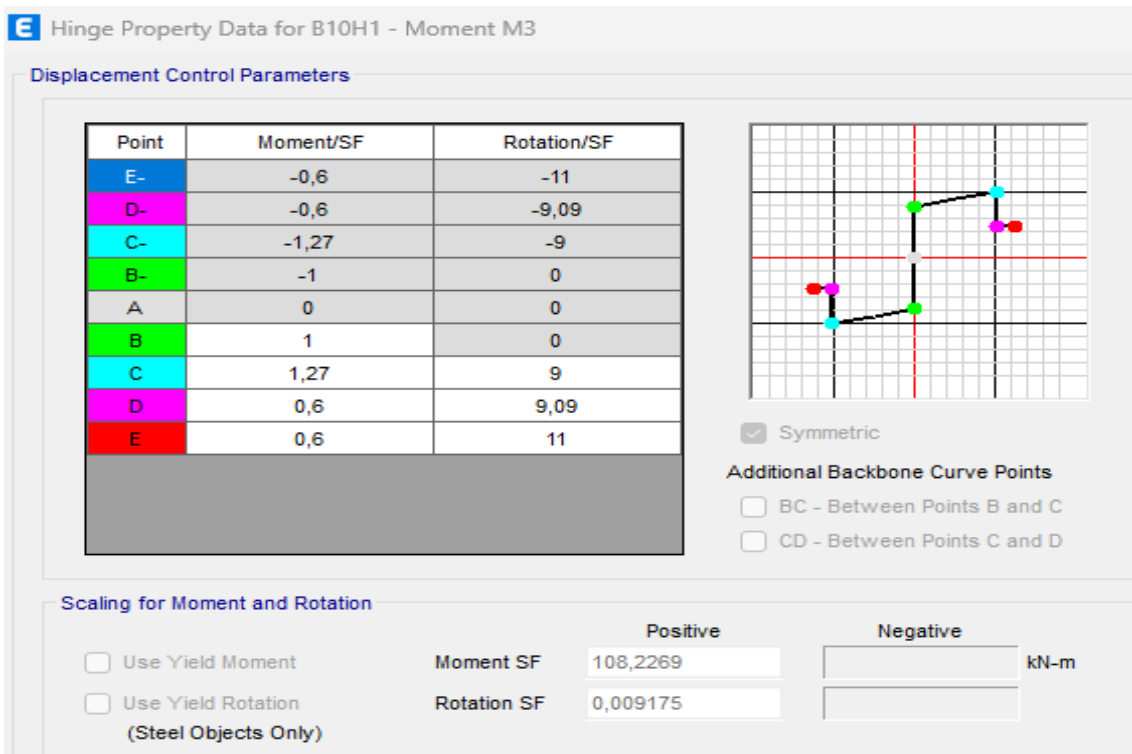 E Hinge Property Data for B10H1 - Moment M3
Displacement Control Parameters
Point Moment/SF Rotation/SF
E- -0,6 -11
D- -0,6 -9,09
C- -1,27 -9
B- -1 0
A 0 0
B 1 0
C 1,27 9
D 0,6 9,09
E 0,6 11
Symmetric
Additional Backbone Curve Points
BC - Between Points B and C
CD - Between Points C and D
Scaling for Moment and Rotation
Positive Negative
Use Yield Moment Moment SF 108,2269 kN-m
Use Yield Rotation Rotation SF 0,009175
(Steel Objects Only)